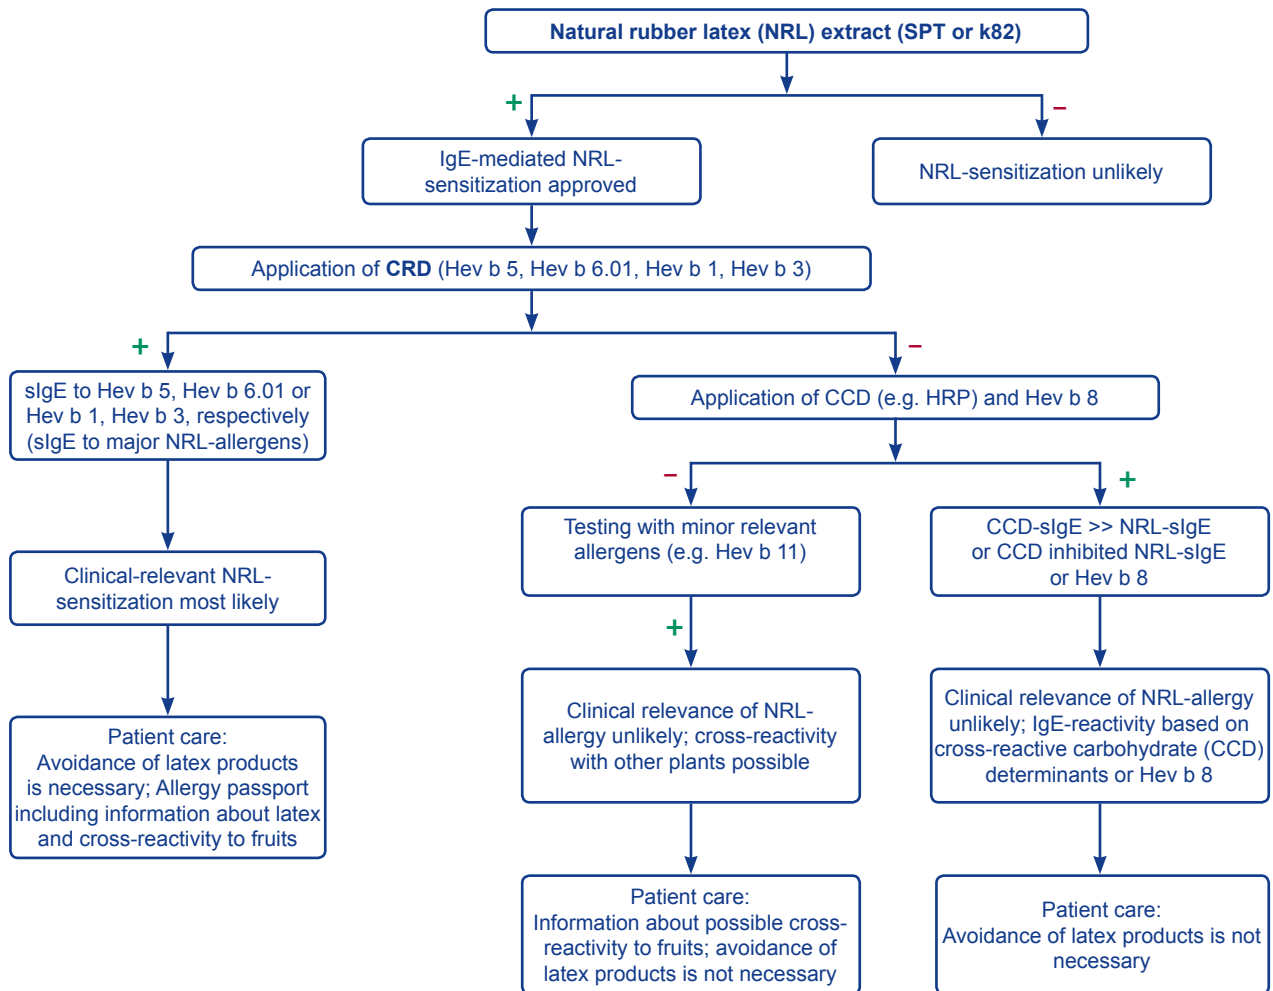 Natural rubber latex (NRL) extract (SPT or k82)
+
−
IgE-mediated NRL-
sensitization approved
NRL-sensitization unlikely
Application of CRD (Hev b 5, Hev b 6.01, Hev b 1, Hev b 3)
+
−
sIgE to Hev b 5, Hev b 6.01 or
Hev b 1, Hev b 3, respectively
(sIgE to major NRL-allergens)
Application of CCD (e.g. HRP) and Hev b 8
−
+
Testing with minor relevant
allergens (e.g. Hev b 11)
CCD-sIgE >> NRL-sIgE
or CCD inhibited NRL-sIgE
or Hev b 8
Clinical-relevant NRL-
sensitization most likely
+
Clinical relevance of NRL-
allergy unlikely; cross-reactivity
with other plants possible
Clinical relevance of NRL-allergy
unlikely; IgE-reactivity based on
cross-reactive carbohydrate (CCD)
determinants or Hev b 8
Patient care:
Avoidance of latex products
is necessary; Allergy passport
including information about latex
and cross-reactivity to fruits
Patient care:
Information about possible cross-
reactivity to fruits; avoidance of
latex products is not necessary
Patient care:
Avoidance of latex products is not
necessary